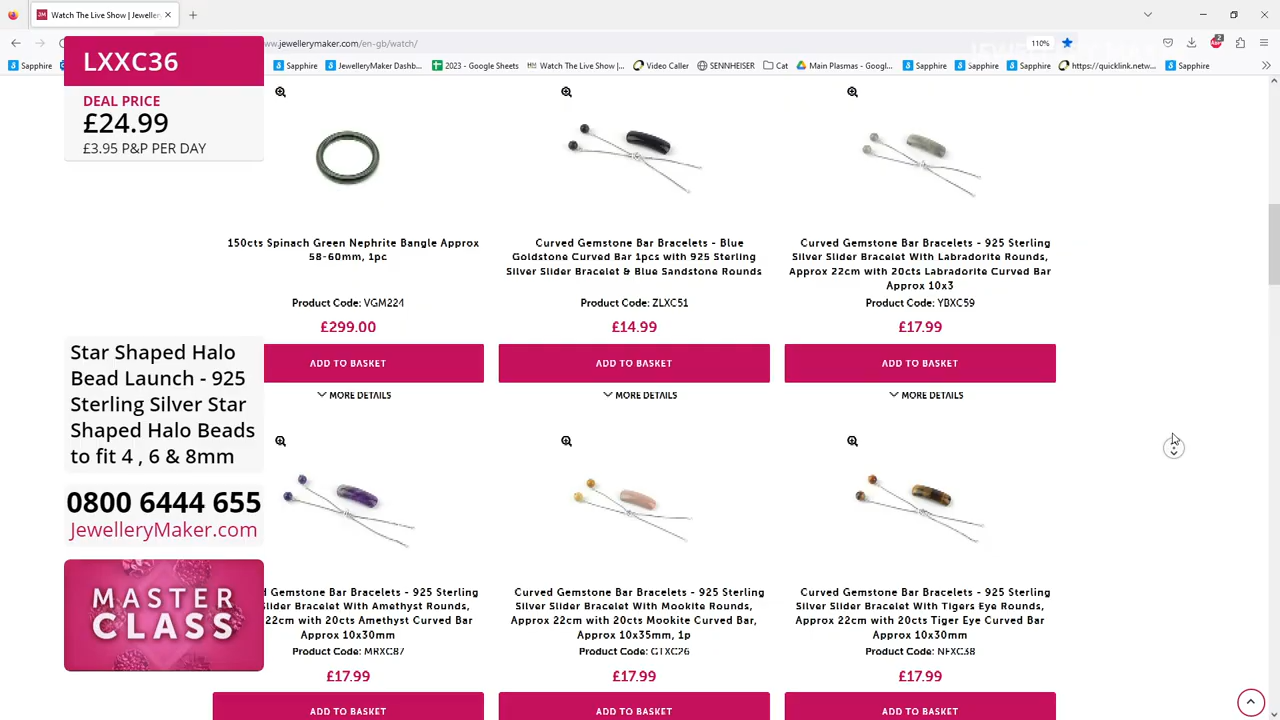 Watch The Live Show | Jeweller
ww.jewellerymaker.com/en-gb/watch/
110%
2
Sapphire
Sapphire
JewelleryMaker Dashb...
2023 - Google Sheets
Watch The Live Show |...
Video Caller
SENNHEISER
Cat
Main Plasmas - Googl...
Sapphire
Sapphire
Sapphire
https://quicklink.netw...
Sapphire
LXXC36
DEAL PRICE
£24.99
£3.95 P&P PER DAY
150cts Spinach Green Nephrite Bangle Approx
58-60mm, 1pc
Product Code: VGM224
£299.00
ADD TO BASKET
MORE DETAILS
Curved Gemstone Bar Bracelets - Blue
Goldstone Curved Bar 1pcs with 925 Sterling
Silver Slider Bracelet & Blue Sandstone Rounds
Product Code: ZLXC51
£14.99
ADD TO BASKET
MORE DETAILS
Curved Gemstone Bar Bracelets - 925 Sterling
Silver Slider Bracelet With Labradorite Rounds,
Approx 22cm with 20cts Labradorite Curved Bar
Approx 10x3
Product Code: YBXC59
£17.99
ADD TO BASKET
MORE DETAILS
Star Shaped Halo
Bead Launch - 925
Sterling Silver Star
Shaped Halo Beads
to fit 4 , 6 & 8mm
0800 6444 655
JewelleryMaker.com
MASTER
CLASS
Gemstone Bar Bracelets - 925 Sterling
Slider Bracelet With Amethyst Rounds,
22cm with 20cts Amethyst Curved Bar
Approx 10x30mm
Product Code: MRXC87
£17.99
ADD TO BASKET
Curved Gemstone Bar Bracelets - 925 Sterling
Silver Slider Bracelet With Mookite Rounds,
Approx 22cm with 20cts Mookite Curved Bar,
Approx 10x35mm, 1p
Product Code: GTXC26
£17.99
ADD TO BASKET
Curved Gemstone Bar Bracelets - 925 Sterling
Silver Slider Bracelet With Tigers Eye Rounds,
Approx 22cm with 20cts Tiger Eye Curved Bar
Approx 10x30mm
Product Code: NFXC38
£17.99
ADD TO BASKET